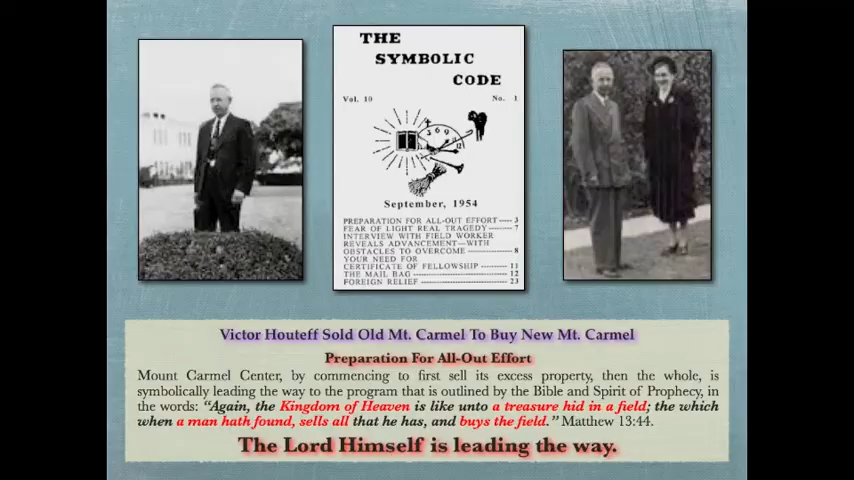 THE
SYMBOLIC
CODE
Vol. 10 No. 1
3 6 9 12
September, 1954
PREPARATION FOR ALL-OUT EFFORT 3
FEAR OF LIGHT REAL TRAGEDY 7
INTERVIEW WITH FIELD WORKER
REVEALS ADVANCEMENT—WITH
OBSTACLES TO OVERCOME 8
YOUR NEED FOR
CERTIFICATE OF FELLOWSHIP 11
THE MAIL BAG 12
FOREIGN RELIEF 23
Victor Houteff Sold Old Mt. Carmel To Buy New Mt. Carmel
Preparation For All-Out Effort
Mount Carmel Center, by commencing to first sell its excess property, then the whole, is
symbolically leading the way to the program that is outlined by the Bible and Spirit of Prophecy, in
the words: “Again, the Kingdom of Heaven is like unto a treasure hid in a field; the which
when a man hath found, sells all that he has, and buys the field.” Matthew 13:44.
The Lord Himself is leading the way.